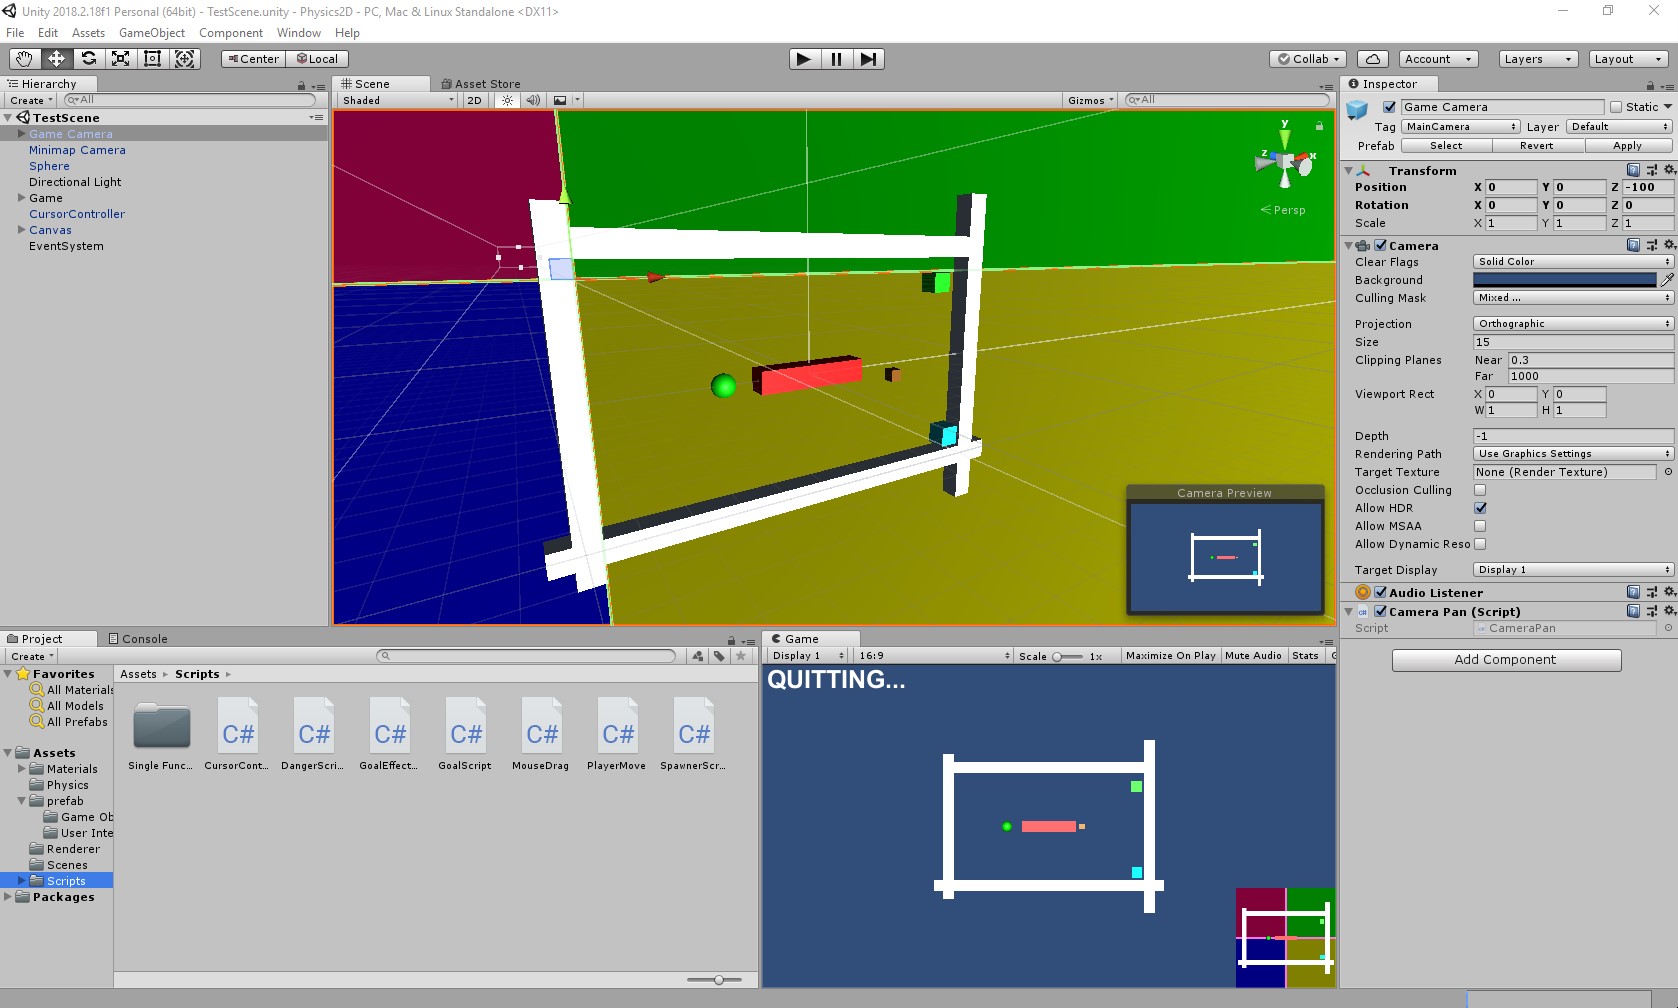 Unity 2018.2.18f1 Personal (64bit) - TestScene.unity - Physics2D - PC, Mac & Linux Standalone <DX11>
File Edit Assets GameObject Component Window Help
Center Local
Collab Account Layers Layout
Hierarchy
Create All
TestScene
Game Camera
Minimap Camera
Sphere
Directional Light
Game
CursorController
Canvas
EventSystem
Scene Asset Store
Shaded 2D Gizmos All
y
z x
Persp
Camera Preview
Inspector
Game Camera Static
Tag MainCamera Layer Default
Prefab Select Revert Apply
Transform
Position X 0 Y 0 Z -100
Rotation X 0 Y 0 Z 0
Scale X 1 Y 1 Z 1
Camera
Clear Flags Solid Color
Background
Culling Mask Mixed ...
Projection Orthographic
Size 15
Clipping Planes Near 0.3
Far 1000
Viewport Rect X 0 Y 0
W 1 H 1
Depth -1
Rendering Path Use Graphics Settings
Target Texture None (Render Texture)
Occlusion Culling
Allow HDR
Allow MSAA
Allow Dynamic Reso
Target Display Display 1
Audio Listener
Camera Pan (Script)
Script CameraPan
Add Component
Project Console
Create
Favorites
All Materials
All Models
All Prefabs
Assets
Materials
Physics
prefab
Game Ob
User Inte
Renderer
Scenes
Scripts
Packages
Assets Scripts
C# C# C# C# C# C# C#
Single Func... CursorCont... DangerScri... GoalEffect... GoalScript MouseDrag PlayerMove SpawnerScr...
Game
Display 1 16:9 Scale 1x Maximize On Play Mute Audio Stats G
QUITTING...